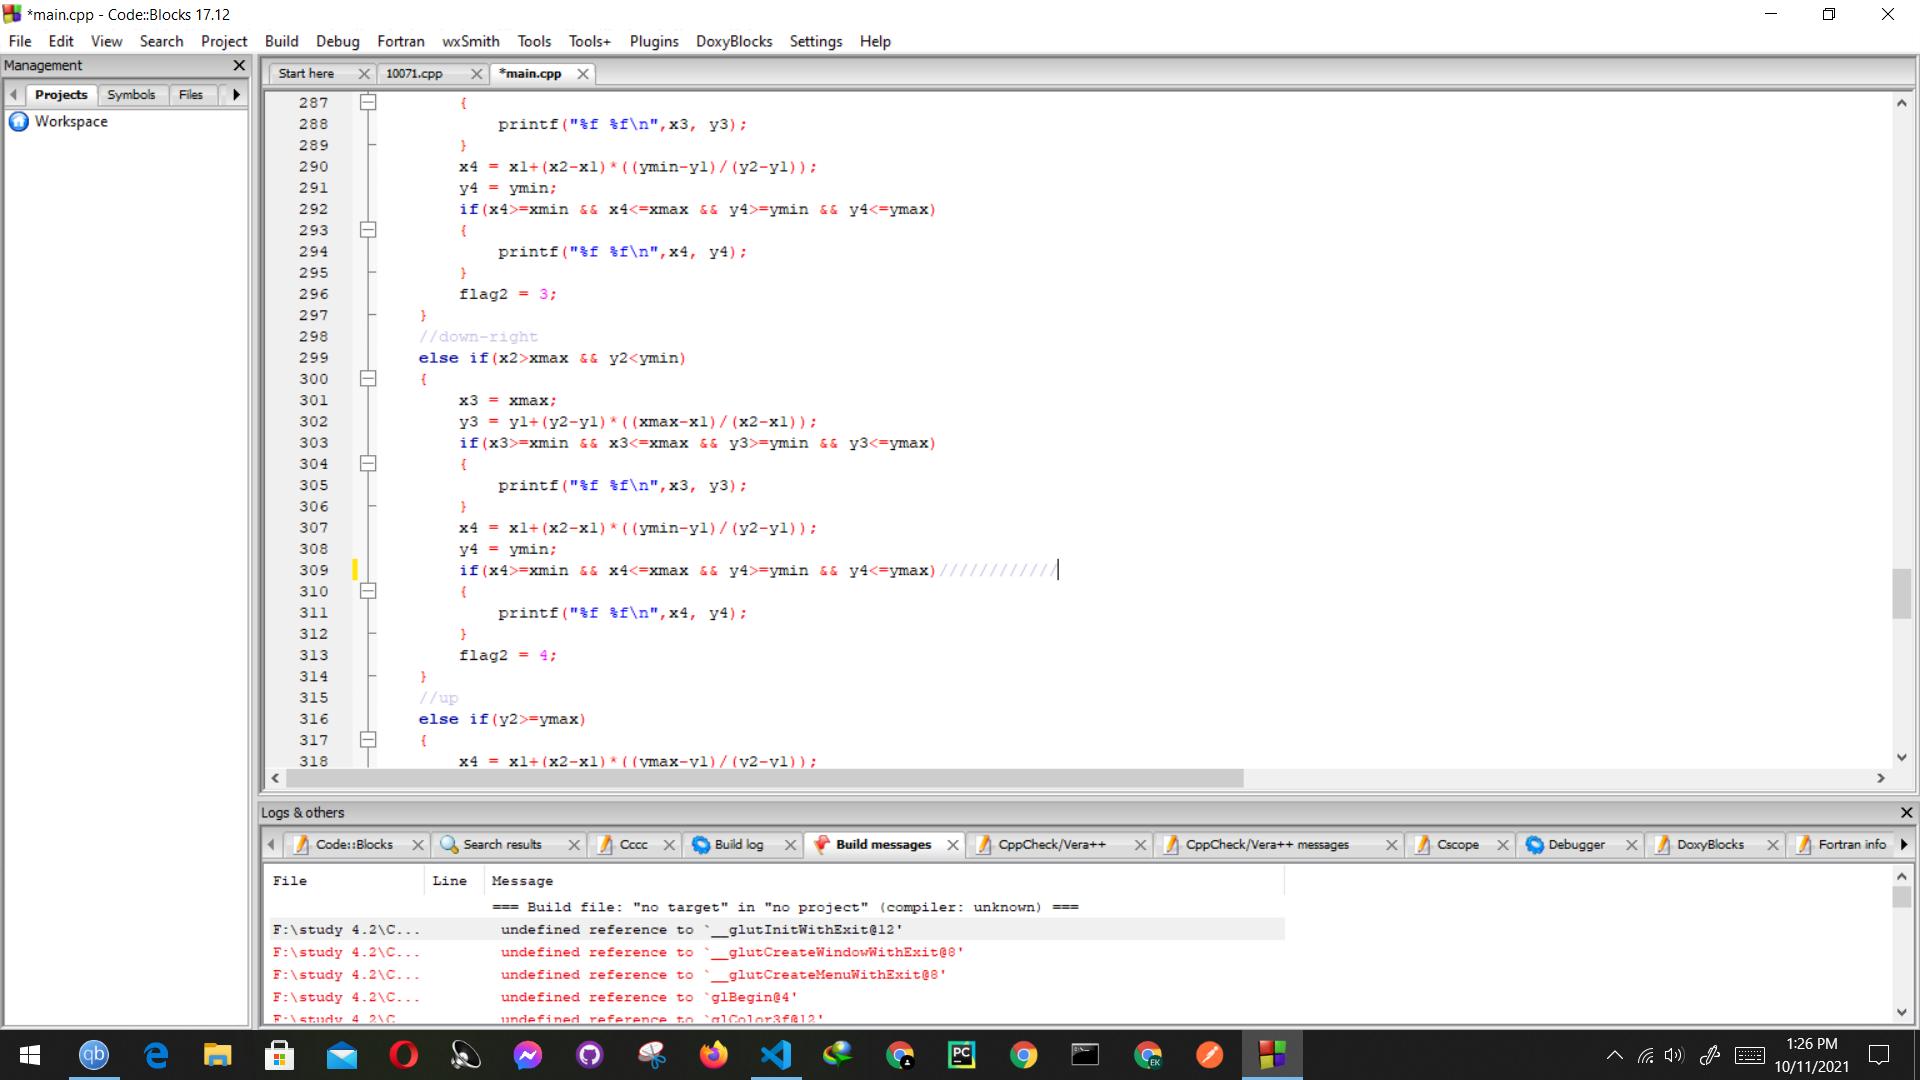 *main.cpp - Code::Blocks 17.12
File Edit View Search Project Build Debug Fortran wxSmith Tools Tools+ Plugins DoxyBlocks Settings Help
Management
Projects Symbols Files
Workspace
Start here 10071.cpp *main.cpp
287 {
288 printf("%f %f\n",x3, y3);
289 }
290 x4 = x1+(x2-x1)*((ymin-y1)/(y2-y1));
291 y4 = ymin;
292 if(x4>=xmin && x4<=xmax && y4>=ymin && y4<=ymax)
293 {
294 printf("%f %f\n",x4, y4);
295 }
296 flag2 = 3;
297 }
298 //down-right
299 else if(x2>xmax && y2<ymin)
300 {
301 x3 = xmax;
302 y3 = y1+(y2-y1)*((xmax-x1)/(x2-x1));
303 if(x3>=xmin && x3<=xmax && y3>=ymin && y3<=ymax)
304 {
305 printf("%f %f\n",x3, y3);
306 }
307 x4 = x1+(x2-x1)*((ymin-y1)/(y2-y1));
308 y4 = ymin;
309 if(x4>=xmin && x4<=xmax && y4>=ymin && y4<=ymax)////////////
310 {
311 printf("%f %f\n",x4, y4);
312 }
313 flag2 = 4;
314 }
315 //up
316 else if(y2>=ymax)
317 {
318 x4 = x1+(x2-x1)*((ymax-y1)/(y2-y1));
Logs & others
Code::Blocks Search results Cccc Build log Build messages CppCheck/Vera++ CppCheck/Vera++ messages Cscope Debugger DoxyBlocks Fortran info
File Line Message
=== Build file: "no target" in "no project" (compiler: unknown) ===
F:\study 4.2\C... undefined reference to `__glutInitWithExit@12'
F:\study 4.2\C... undefined reference to `__glutCreateWindowWithExit@8'
F:\study 4.2\C... undefined reference to `__glutCreateMenuWithExit@8'
F:\study 4.2\C... undefined reference to `glBegin@4'
F:\study 4.2\C... undefined reference to `glColor3f@12'
qb
PC
EK
1:26 PM
10/11/2021